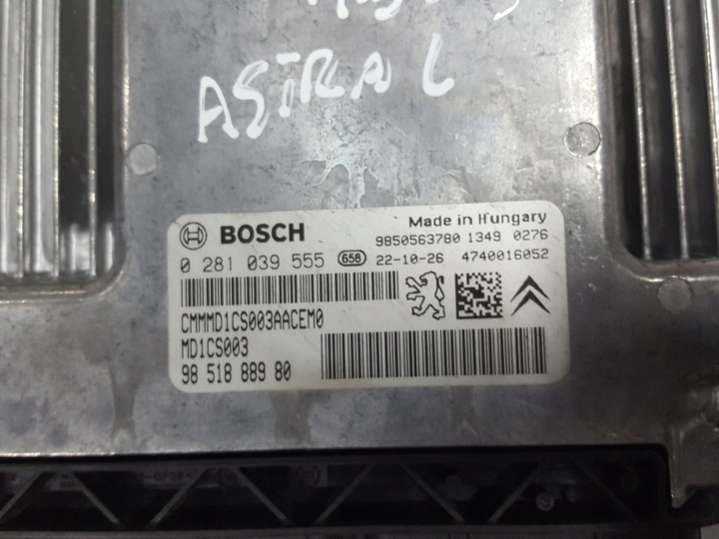 ASTRA L
BOSCH
Made in Hungary
9850563780 1349 0276
0 281 039 555 656 22-10-26 4740016052
CMMMD1CS003AACEM0
MD1CS003
98 518 889 80